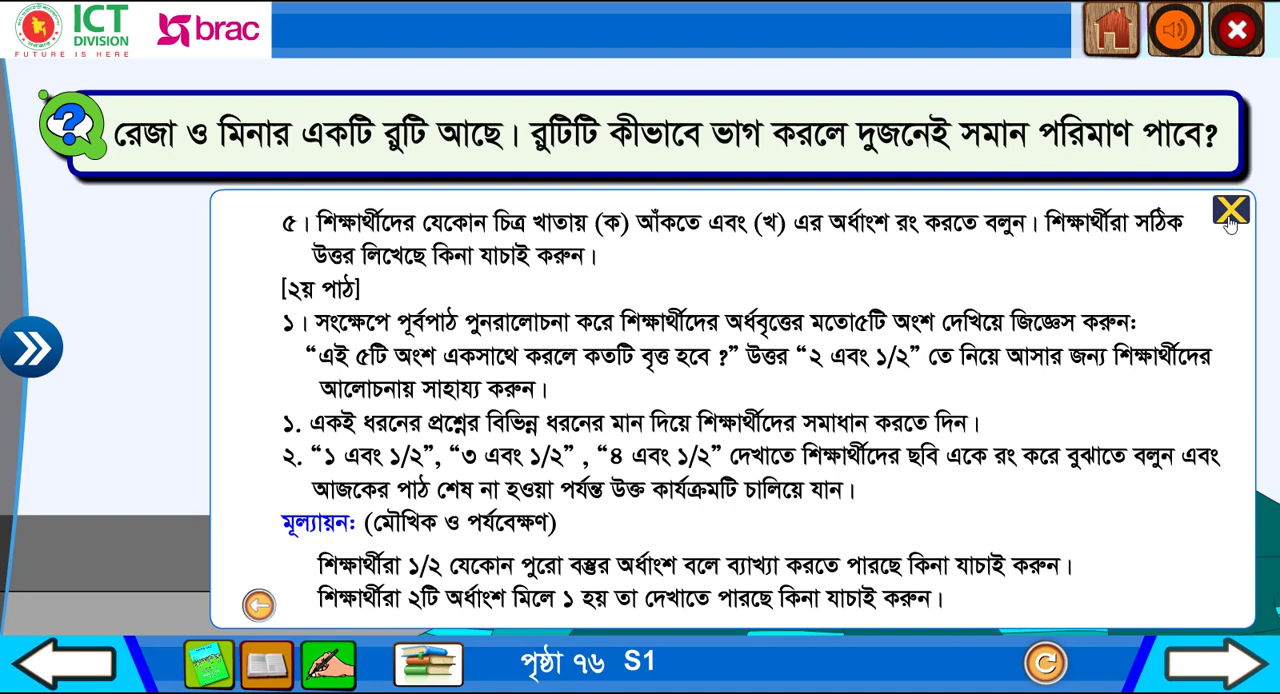 ICT
DIVISION
FUTURE IS HERE
brac
রেজা ও মিনার একটি রুটি আছে। রুটিটি কীভাবে ভাগ করলে দুজনেই সমান পরিমাণ পাবে?
৫। শিক্ষার্থীদের যেকোন চিত্র খাতায় (ক) আঁকতে এবং (খ) এর অর্ধাংশ রং করতে বলুন। শিক্ষার্থীরা সঠিক
উত্তর লিখেছে কিনা যাচাই করুন।
[২য় পাঠ]
১। সংক্ষেপে পূর্বপাঠ পুনরালোচনা করে শিক্ষার্থীদের অর্ধবৃত্তের মতো৫টি অংশ দেখিয়ে জিজ্ঞেস করুন:
“এই ৫টি অংশ একসাথে করলে কতটি বৃত্ত হবে ?” উত্তর “২ এবং ১/২” তে নিয়ে আসার জন্য শিক্ষার্থীদের
আলোচনায় সাহায্য করুন।
১. একই ধরনের প্রশ্নের বিভিন্ন ধরনের মান দিয়ে শিক্ষার্থীদের সমাধান করতে দিন।
২. “১ এবং ১/২”, “৩ এবং ১/২” , “৪ এবং ১/২” দেখাতে শিক্ষার্থীদের ছবি একে রং করে বুঝাতে বলুন এবং
আজকের পাঠ শেষ না হওয়া পর্যন্ত উক্ত কার্যক্রমটি চালিয়ে যান।
মূল্যায়ন: (মৌখিক ও পর্যবেক্ষণ)
শিক্ষার্থীরা ১/২ যেকোন পুরো বস্তুর অর্ধাংশ বলে ব্যাখ্যা করতে পারছে কিনা যাচাই করুন।
শিক্ষার্থীরা ২টি অর্ধাংশ মিলে ১ হয় তা দেখাতে পারছে কিনা যাচাই করুন।
পৃষ্ঠা ৭৬ S1